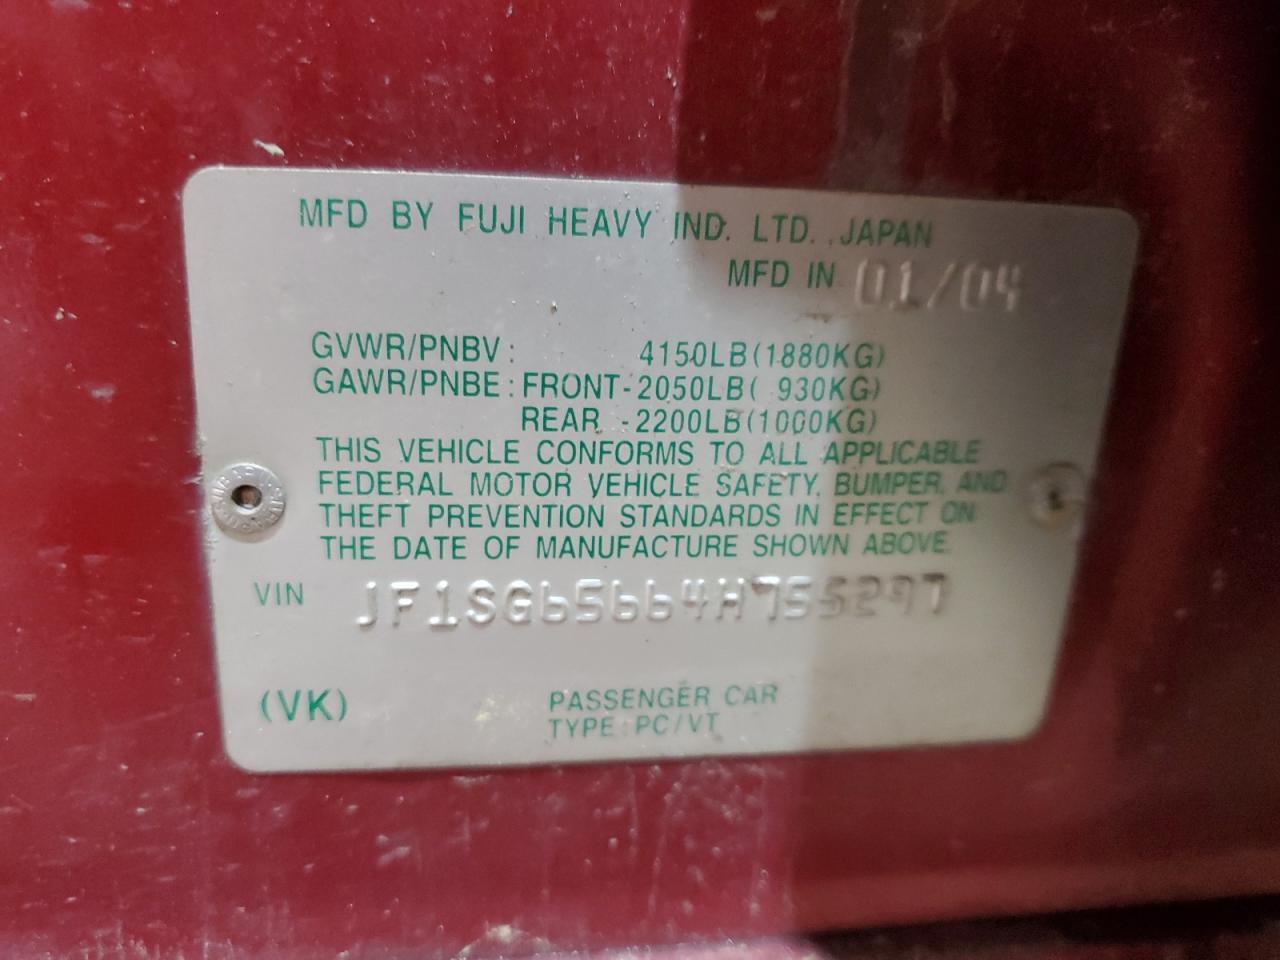 MFD BY FUJI HEAVY IND. LTD. JAPAN
MFD IN 01/04
GVWR/PNBV: 4150LB(1880KG)
GAWR/PNBE: FRONT-2050LB( 930KG)
REAR -2200LB(1000KG)
THIS VEHICLE CONFORMS TO ALL APPLICABLE
FEDERAL MOTOR VEHICLE SAFETY, BUMPER, AND
THEFT PREVENTION STANDARDS IN EFFECT ON
THE DATE OF MANUFACTURE SHOWN ABOVE.
VIN JF1SG65664H755297
(VK) PASSENGER CAR
TYPE:PC/VT